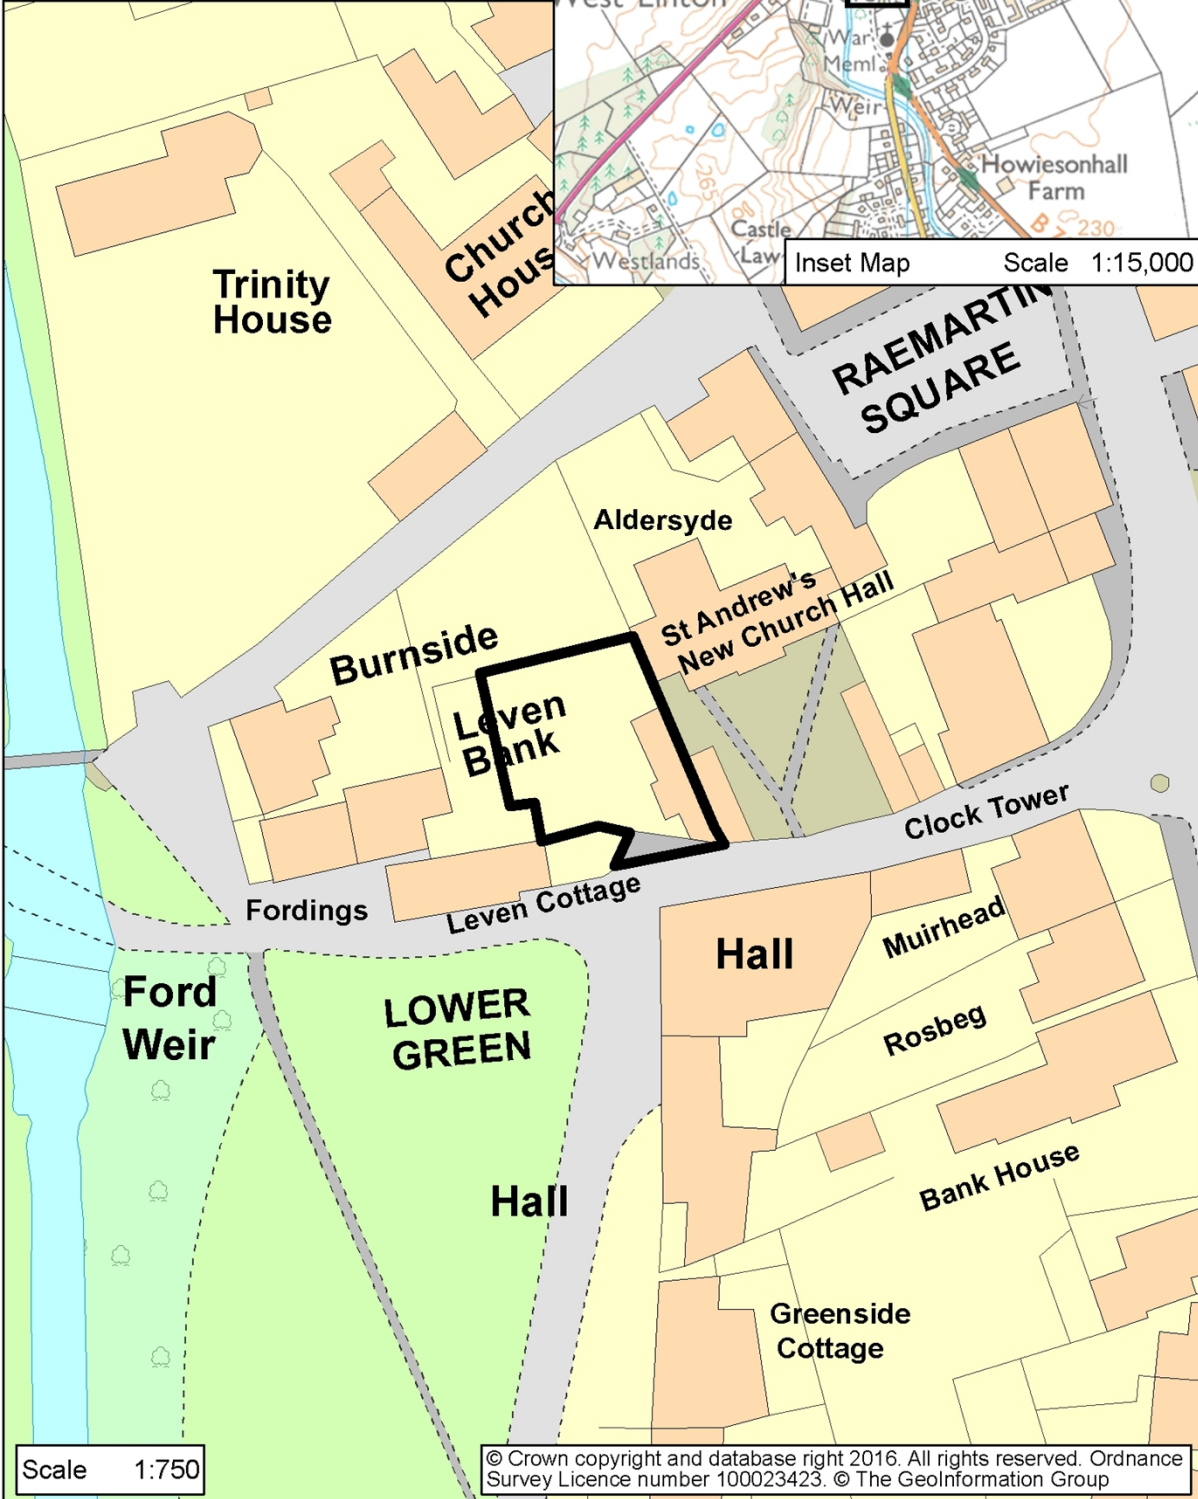 West Linton
War
Meml
Weir
Howiesonhall
Farm
265
Castle
Law
Westlands
B 7
230
Inset Map Scale 1:15,000
Church
Hous
Trinity
House
RAEMARTIN
SQUARE
Aldersyde
St Andrew's
New Church Hall
Burnside
Leven
Bank
Clock Tower
Fordings
Leven Cottage
Hall
Muirhead
Ford
Weir
LOWER
GREEN
Rosbeg
Bank House
Hall
Greenside
Cottage
Scale 1:750
© Crown copyright and database right 2016. All rights reserved. Ordnance
Survey Licence number 100023423. © The GeoInformation Group